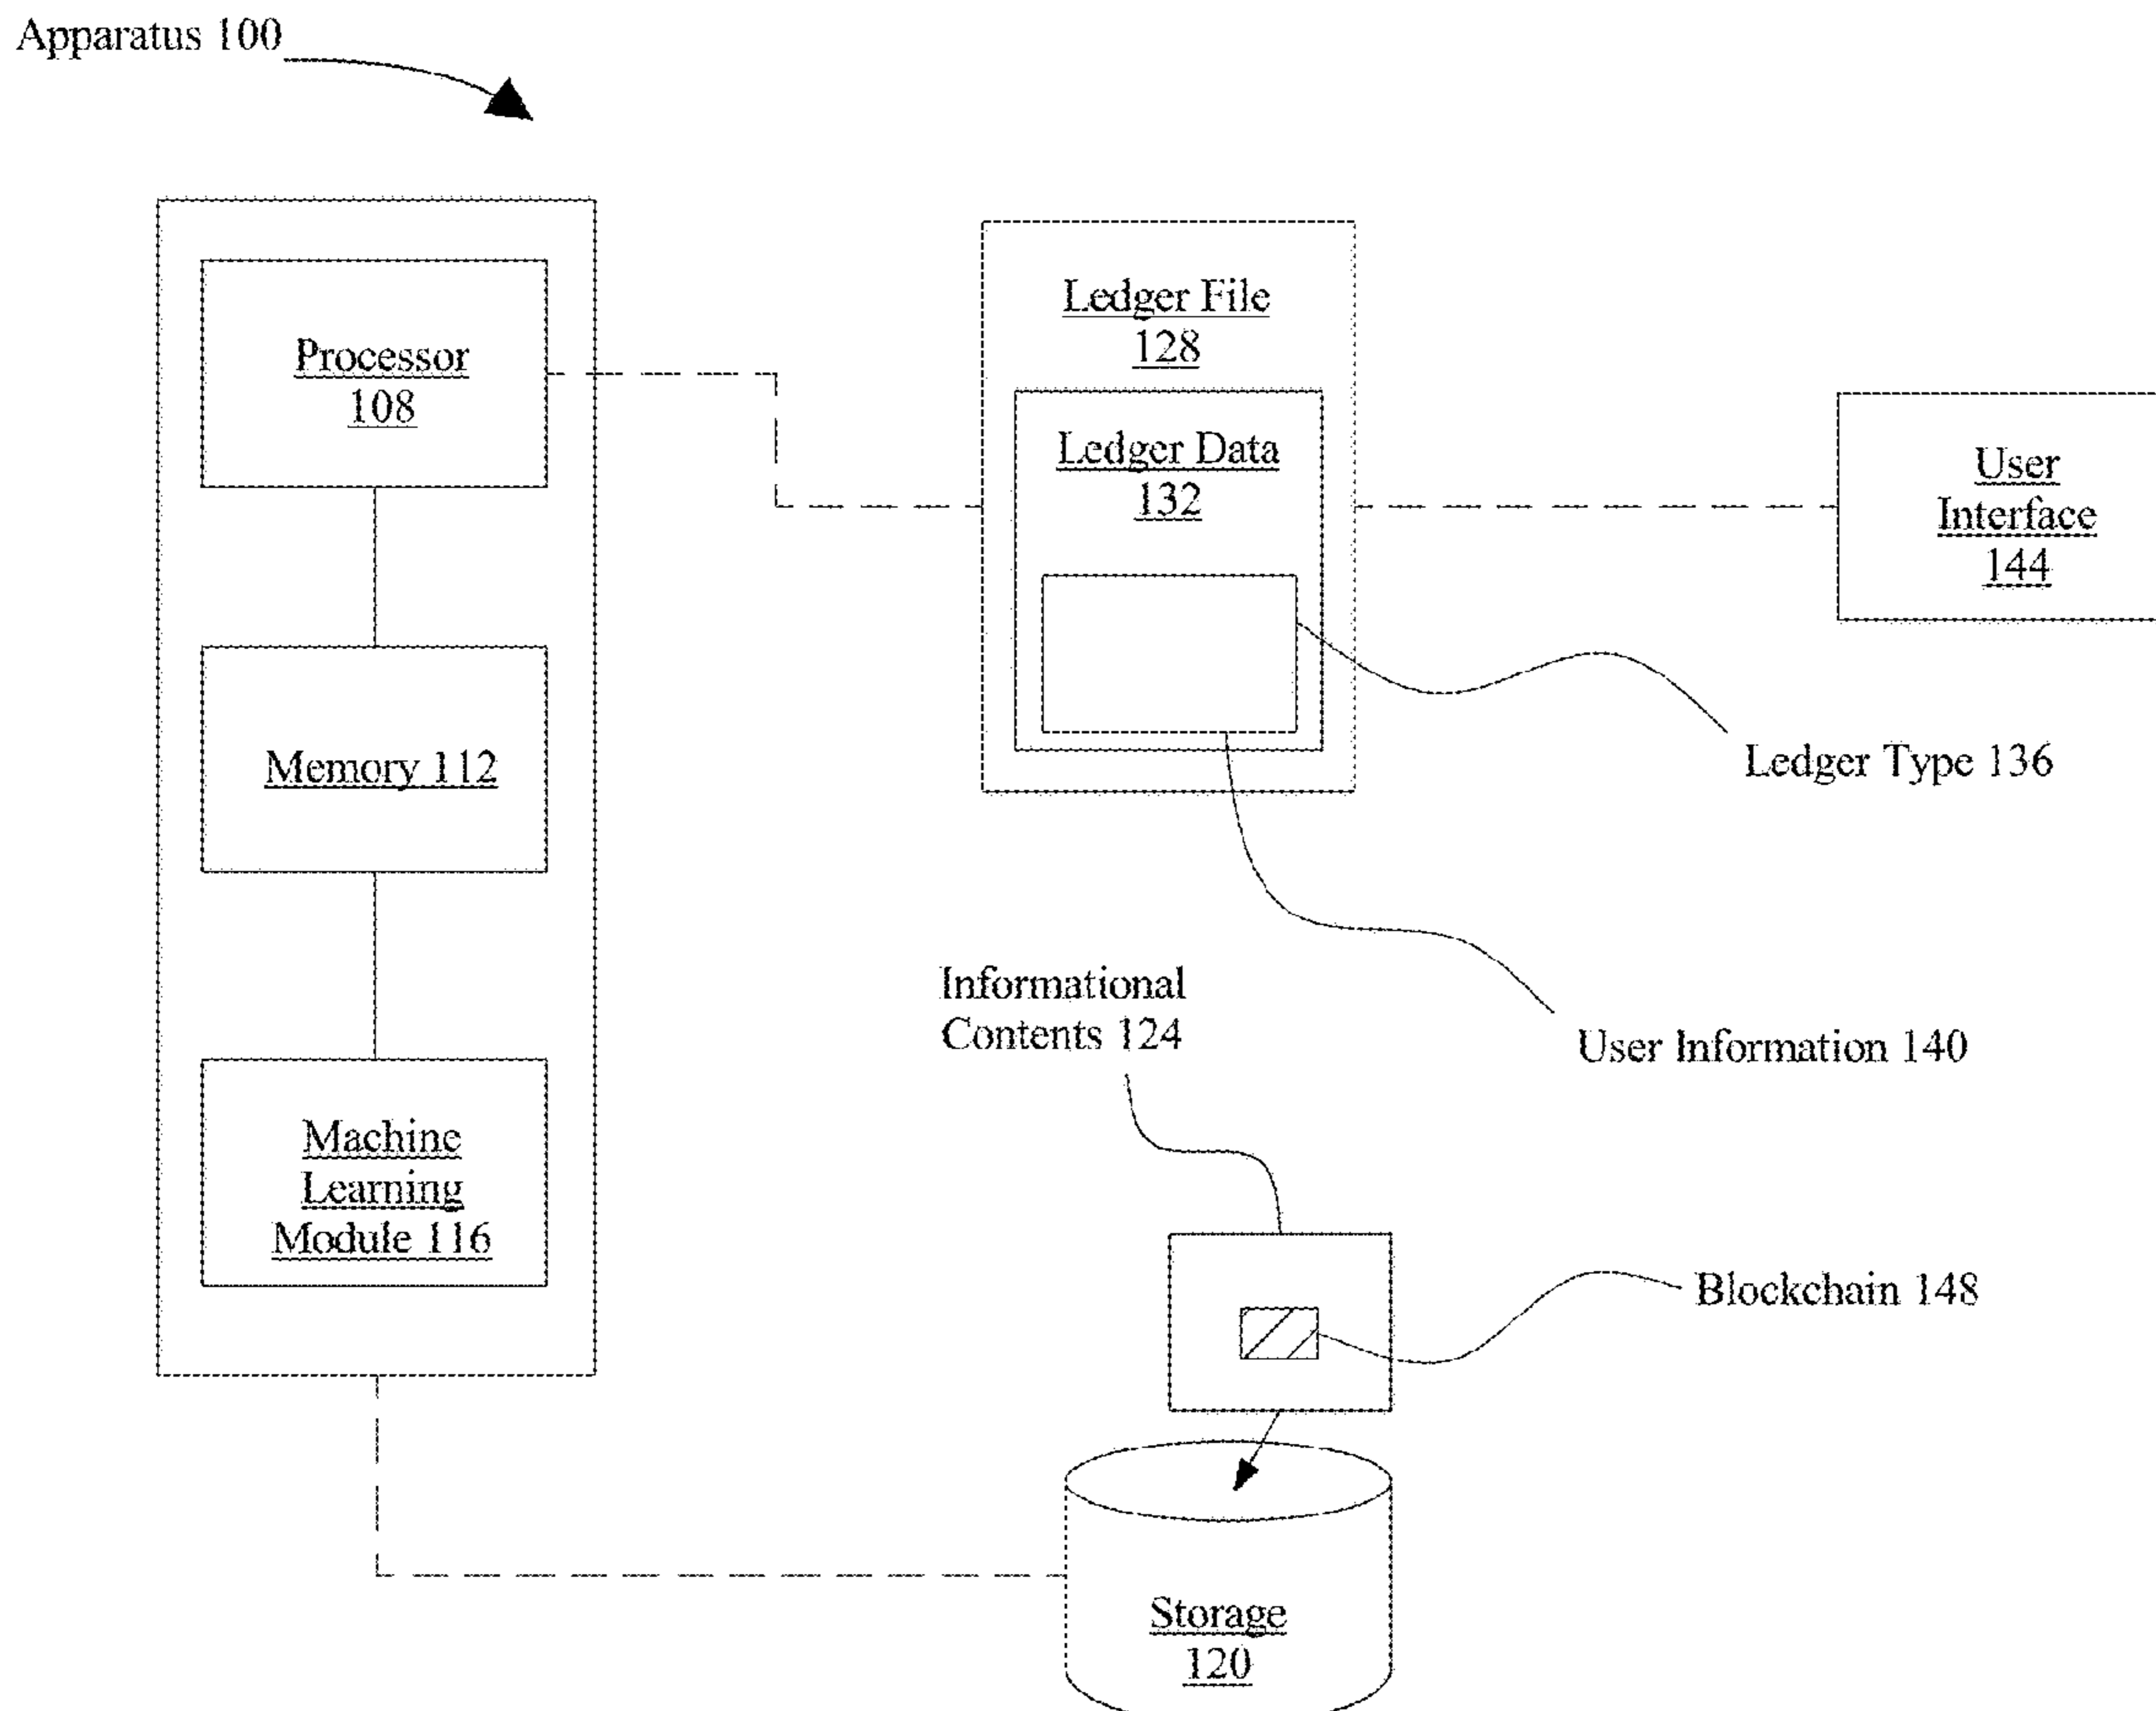 Apparatus 100
Processor
108
Memory 112
Machine
Learning
Module 116
Ledger File
128
Ledger Data
132
User
Interface
144
Ledger Type 136
User Information 140
Informational
Contents 124
Blockchain 148
Storage
120